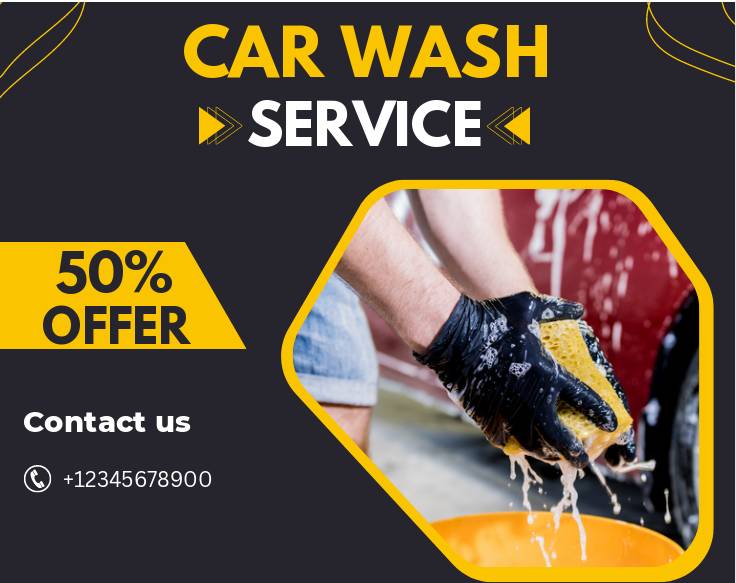 CAR WASH
SERVICE
50%
OFFER
Contact us
+12345678900